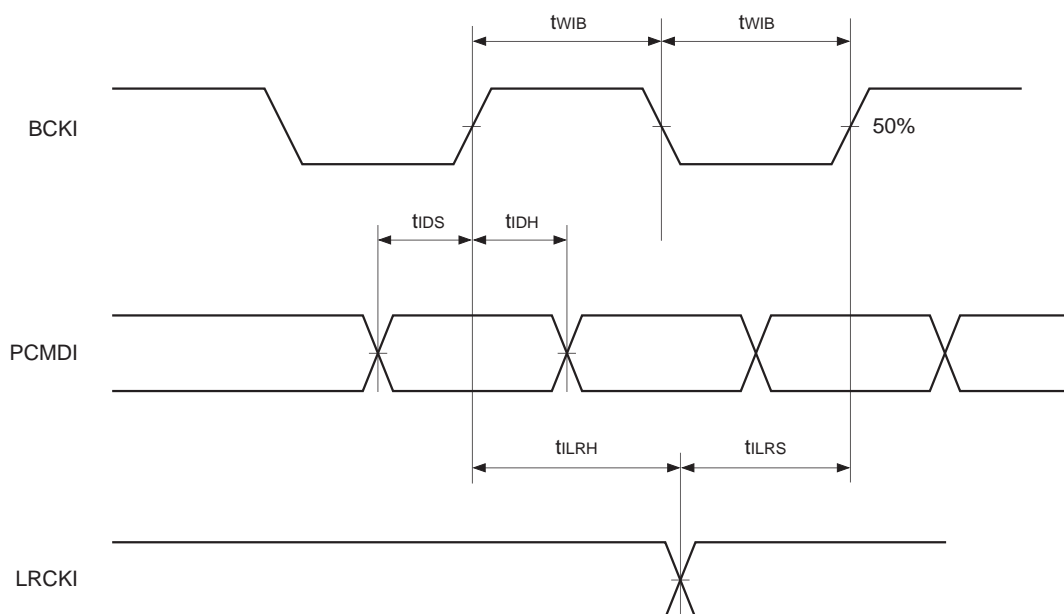 tWIB tWIB
BCKI
50%
tIDS tIDH
PCMDI
tILRH tILRS
LRCKI